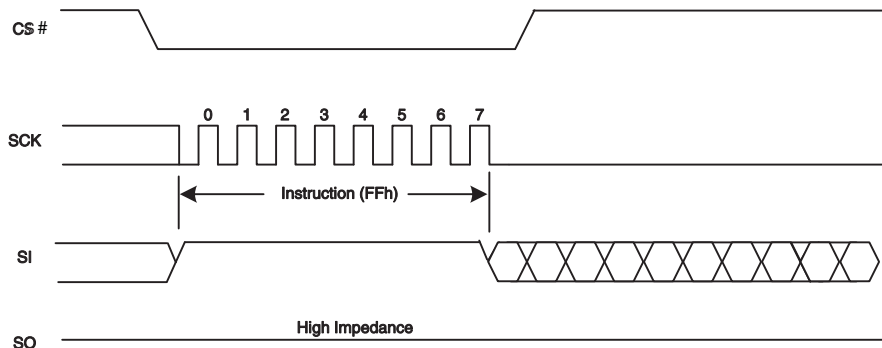 CS #
0 1 2 3 4 5 6 7
SCK
Instruction (FFh)
SI
High Impedance
SO